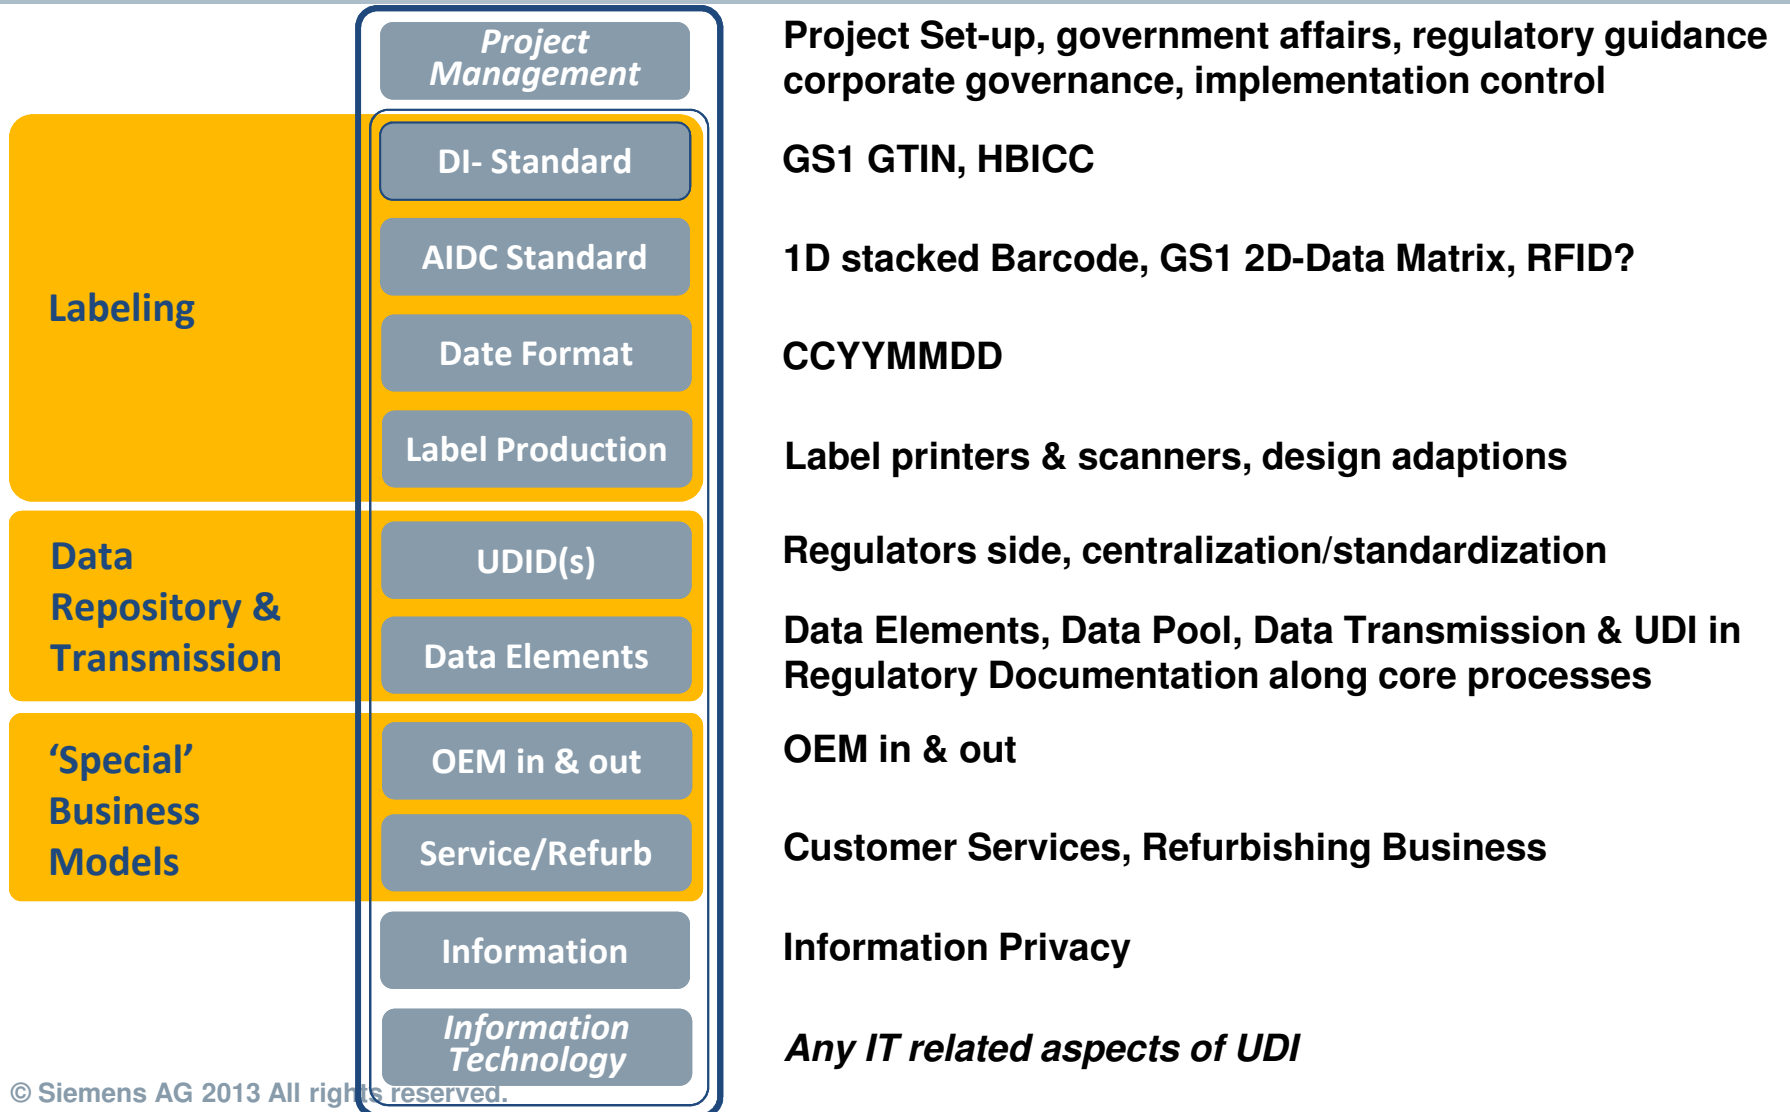 Project
Management
Project Set-up, government affairs, regulatory guidance
corporate governance, implementation control
Labeling
DI- Standard
GS1 GTIN, HBICC
AIDC Standard
1D stacked Barcode, GS1 2D-Data Matrix, RFID?
Date Format
CCYYMMDD
Label Production
Label printers & scanners, design adaptions
Data
Repository &
Transmission
UDID(s)
Regulators side, centralization/standardization
Data Elements
Data Elements, Data Pool, Data Transmission & UDI in
Regulatory Documentation along core processes
‘Special’
Business
Models
OEM in & out
OEM in & out
Service/Refurb
Customer Services, Refurbishing Business
Information
Information Privacy
Information
Technology
Any IT related aspects of UDI
© Siemens AG 2013 All rights reserved.